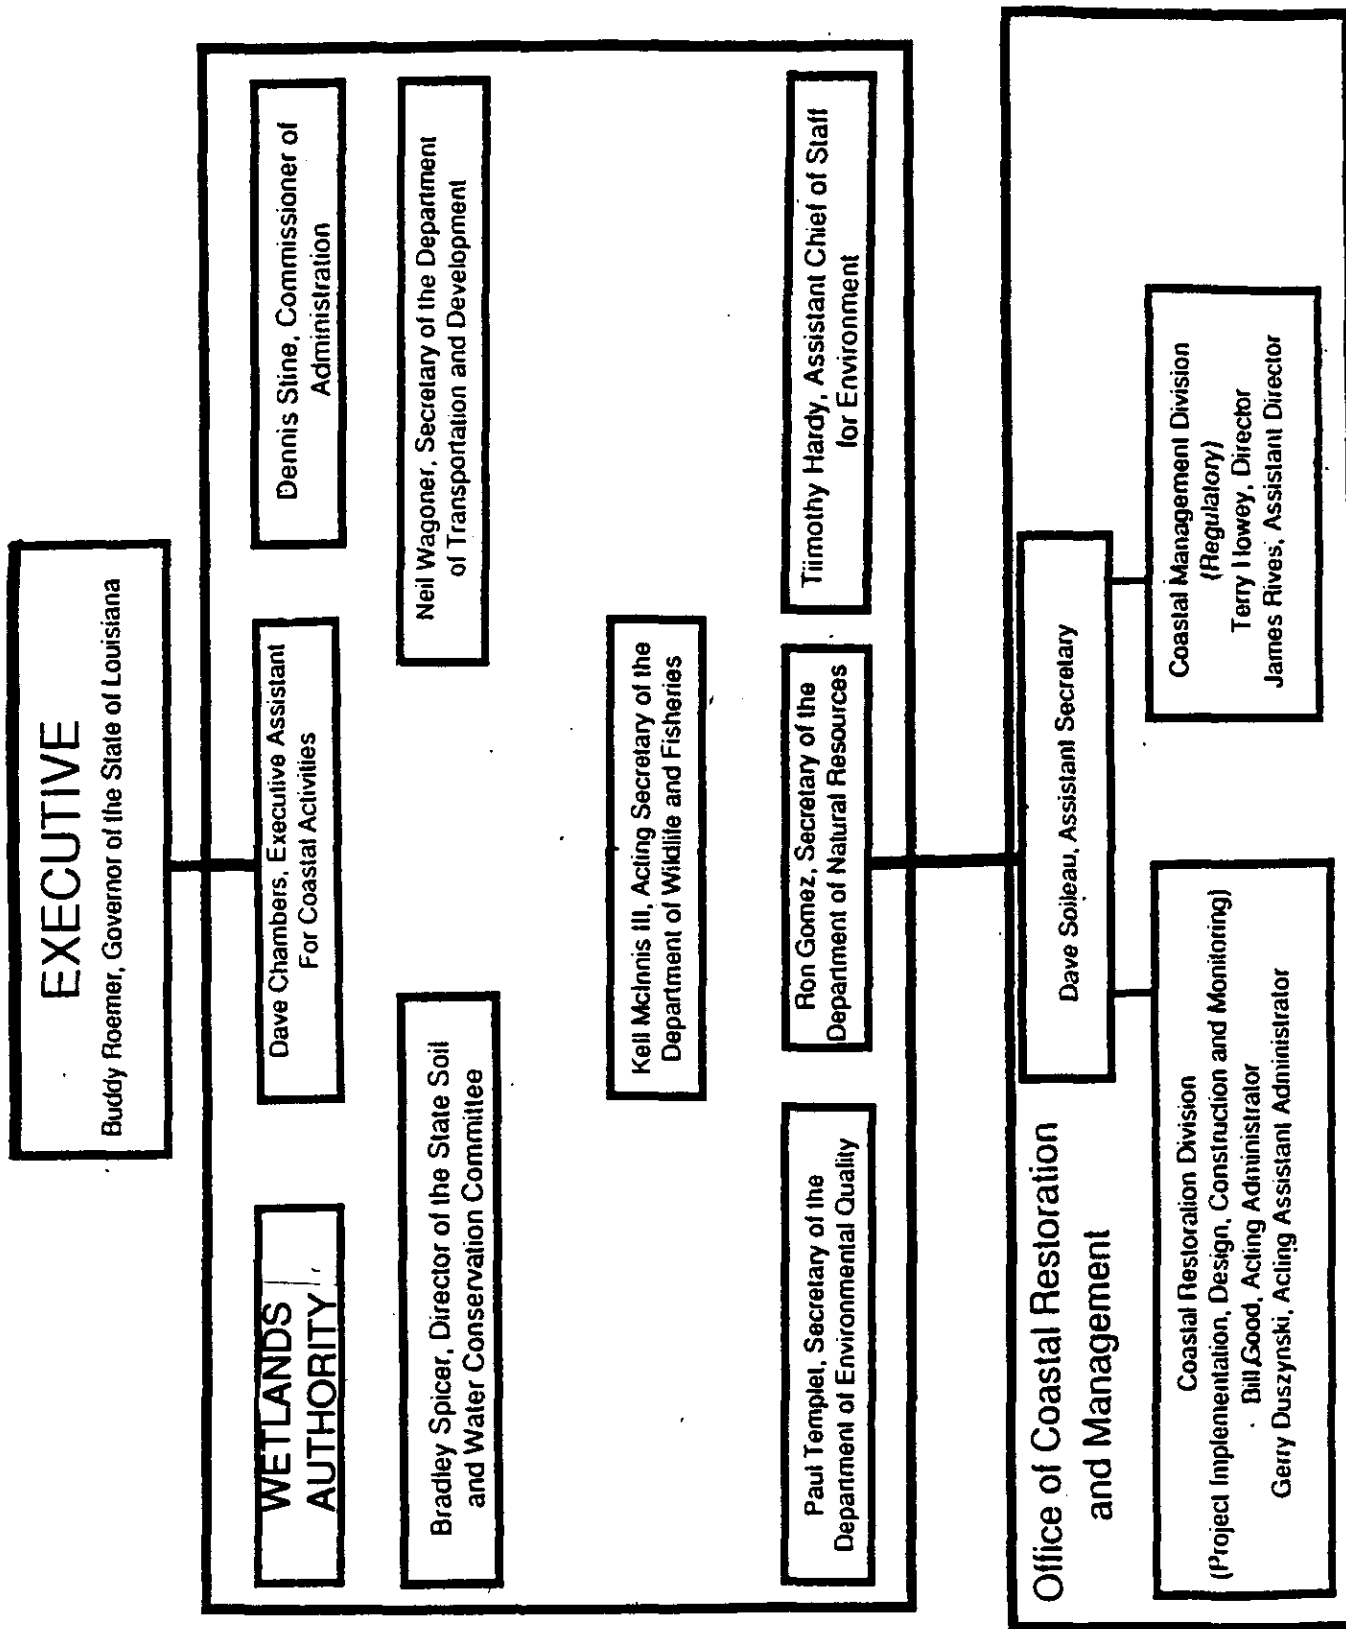 EXECUTIVE
Buddy Roemer, Governor of the State of Louisiana
WETLANDS
AUTHORITY
Dave Chambers, Executive Assistant
For Coastal Activities
Dennis Stine, Commissioner of
Administration
Bradley Spicer, Director of the State Soil
and Water Conservation Committee
Neil Wagoner, Secretary of the Department
of Transportation and Development
Kell McInnis III, Acting Secretary of the
Department of Wildlife and Fisheries
Paul Templet, Secretary of the
Department of Environmental Quality
Ron Gomez, Secretary of the
Department of Natural Resources
Tiimothy Hardy, Assistant Chief of Staff
for Environment
Office of Coastal Restoration
and Management
Dave Soileau, Assistant Secretary
Coastal Restoration Division
(Project Implementation, Design, Construction and Monitoring)
Bill Good, Acting Administrator
Gerry Duszynski, Acting Assistant Administrator
Coastal Management Division
(Regulatory)
Terry Howey, Director
James Rives, Assistant Director